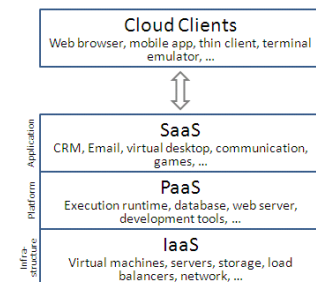 Cloud Clients
Web browser, mobile app, thin client, terminal
emulator, ...
Application
SaaS
CRM, Email, virtual desktop, communication,
games, ...
Platform
PaaS
Execution runtime, database, web server,
development tools, ...
Infra-
structure
IaaS
Virtual machines, servers, storage, load
balancers, network, ...